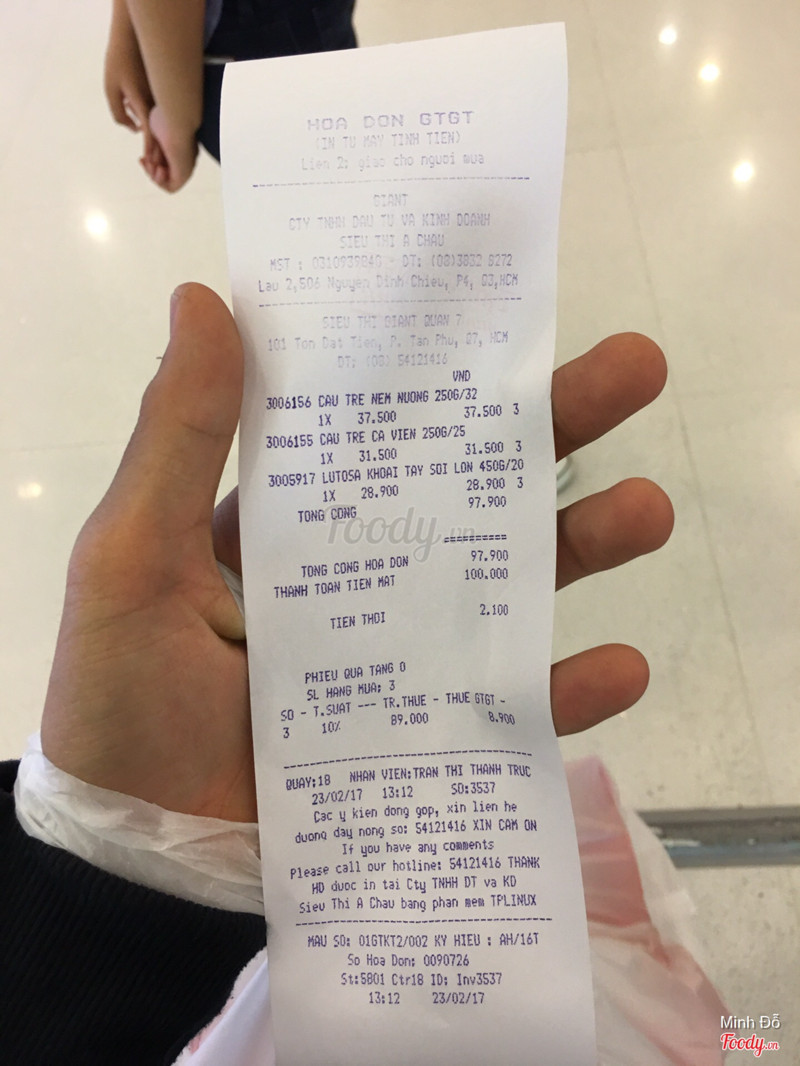 HOA DON GTGT
(IN TU MAY TINH TIEN)
Lien 2: giao cho nguoi mua
GIANT
CTY TNHH DAU TU VA KINH DOANH
SIEU THI A CHAU
MST : 0310939840 - DT: (08)3832 8272
Lau 2,506 Nguyen Dinh Chieu, P4, Q3,HCM
SIEU THI GIANT QUAN 7
101 Ton Dat Tien, P. Tan Phu, Q7, HCM
DT: (08) 54121416
VND
3006156 CAU TRE NEM NUONG 250G/32
1X 37.500 37.500 3
3006155 CAU TRE CA VIEN 250G/25
1X 31.500 31.500 3
3005917 LUTOSA KHOAI TAY SOI LON 450G/20
1X 28.900 28.900 3
TONG CONG 97.900
Foody.vn
==========
TONG CONG HOA DON 97.900
THANH TOAN TIEN MAT 100.000
TIEN THOI 2.100
PHIEU QUA TANG 0
SL HANG MUA: 3
SO - T.SUAT --- TR.THUE - THUE GTGT -
3 10% 89.000 8.900
QUAY:18 NHAN VIEN:TRAN THI THANH TRUC
23/02/17 13:12 SO:3537
Cac y kien dong gop, xin lien he
duong day nong so: 54121416 XIN CAM ON
If you have any comments
Please call our hotline: 54121416 THANK
HD duoc in tai Cty TNHH DT va KD
Sieu Thi A Chau bang phan mem TPLINUX
MAU SO: 01GTKT2/002 KY HIEU : AH/16T
So Hoa Don: 0090726
St:5801 Ctr18 ID: Inv3537
13:12 23/02/17
Minh Đỗ
Foody.vn